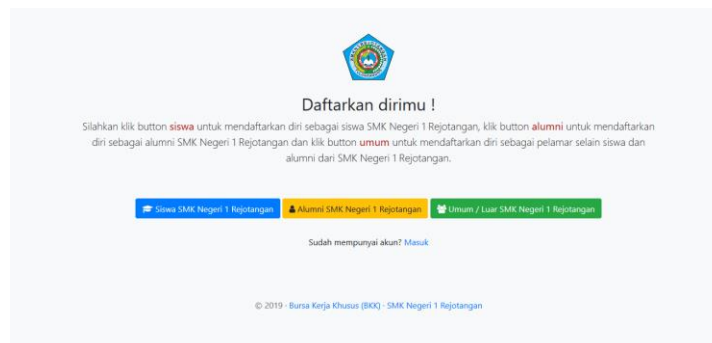 Daftarkan dirimu !
Silahkan klik button siswa untuk mendaftarkan diri sebagai siswa SMK Negeri 1 Rejotangan, klik button alumni untuk mendaftarkan
diri sebagai alumni SMK Negeri 1 Rejotangan dan klik button umum untuk mendaftarkan diri sebagai pelamar selain siswa dan
alumni dari SMK Negeri 1 Rejotangan.
Siswa SMK Negeri 1 Rejotangan
Alumni SMK Negeri 1 Rejotangan
Umum / Luar SMK Negeri 1 Rejotangan
Sudah mempunyai akun? Masuk
© 2019 - Bursa Kerja Khusus (BKK) - SMK Negeri 1 Rejotangan